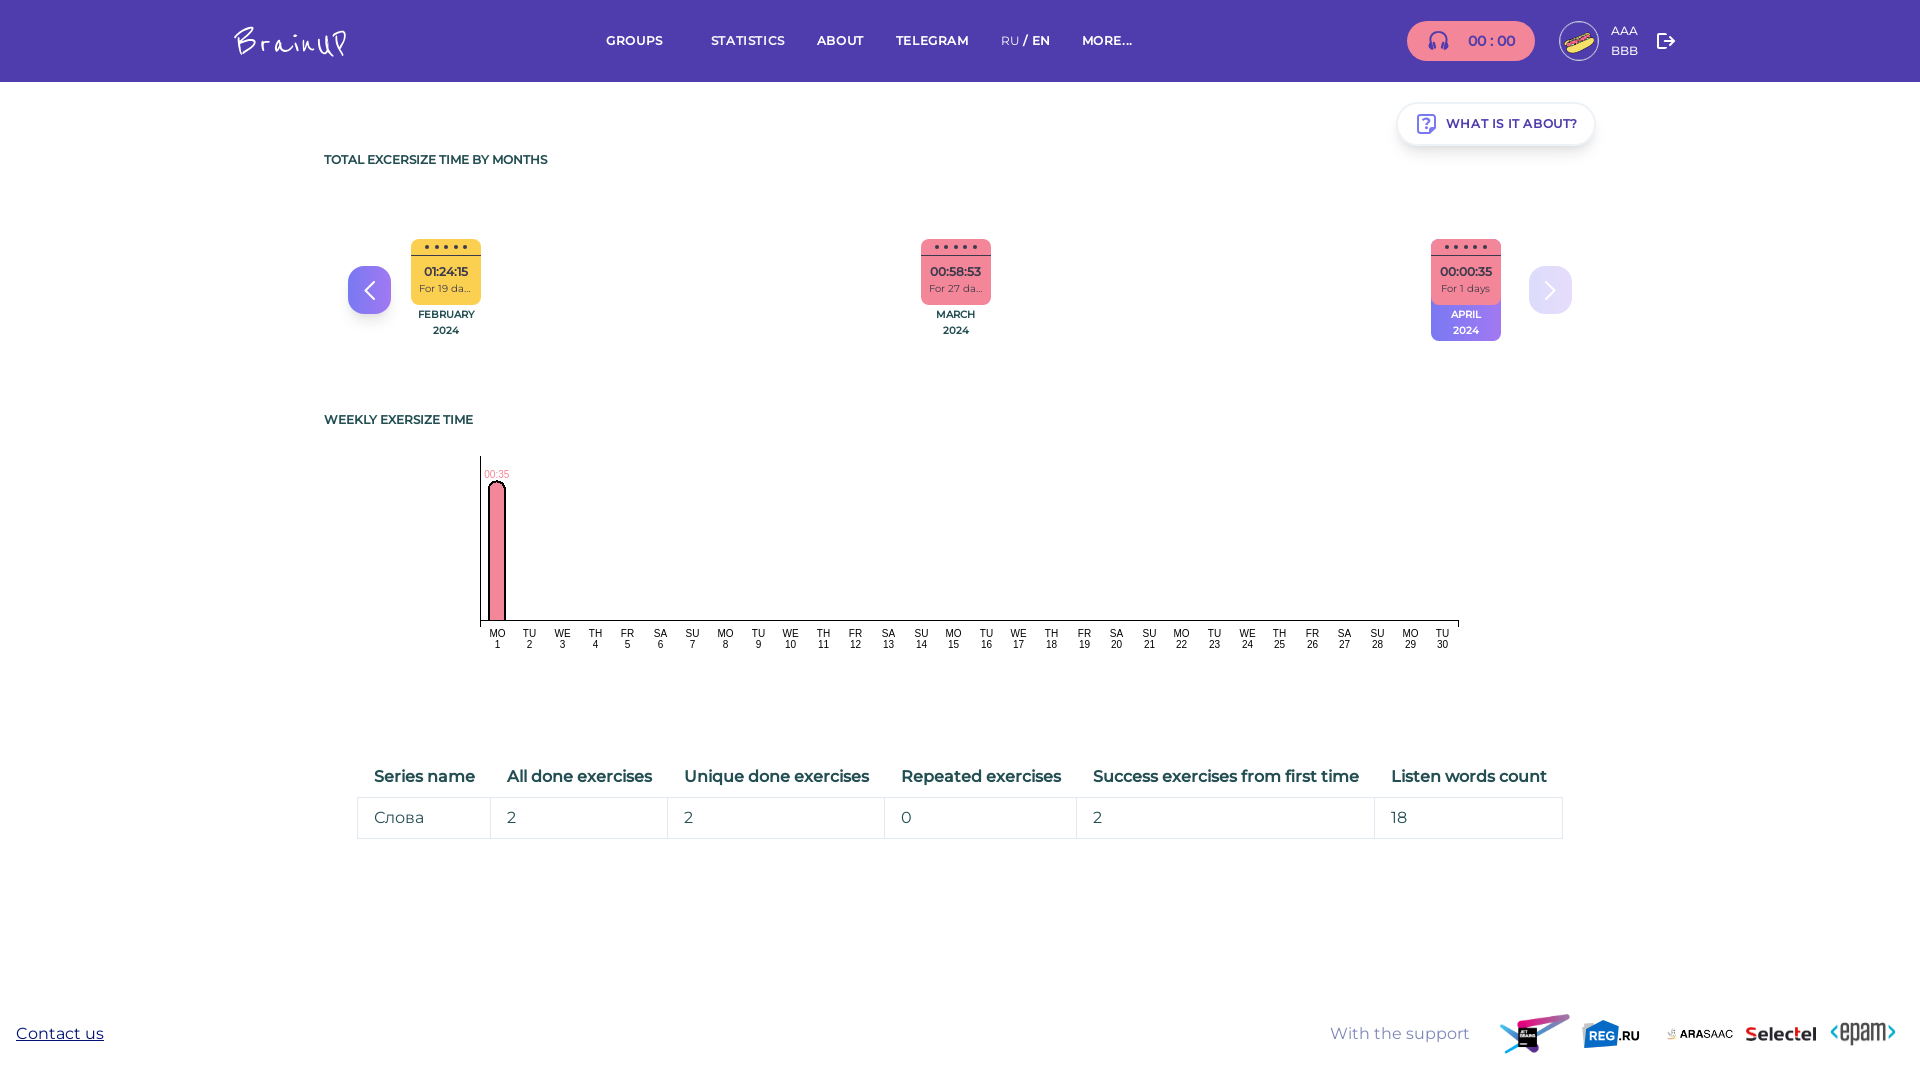 BrainUP
GROUPS
STATISTICS
ABOUT
TELEGRAM
RU / EN
MORE...
00 : 00
AAA
BBB
WHAT IS IT ABOUT?
TOTAL EXCERSIZE TIME BY MONTHS
01:24:15
For 19 da...
FEBRUARY
2024
00:58:53
For 27 da...
MARCH
2024
00:00:35
For 1 days
APRIL
2024
WEEKLY EXERSIZE TIME
00:35
MO TU WE TH FR SA SU MO TU WE TH FR SA SU MO TU WE TH FR SA SU MO TU WE TH FR SA SU MO TU
1 2 3 4 5 6 7 8 9 10 11 12 13 14 15 16 17 18 19 20 21 22 23 24 25 26 27 28 29 30
Series name All done exercises Unique done exercises Repeated exercises Success exercises from first time Listen words count
Слова 2 2 0 2 18
Contact us
With the support
REG.RU
ARASAAC
Selectel
<epam>